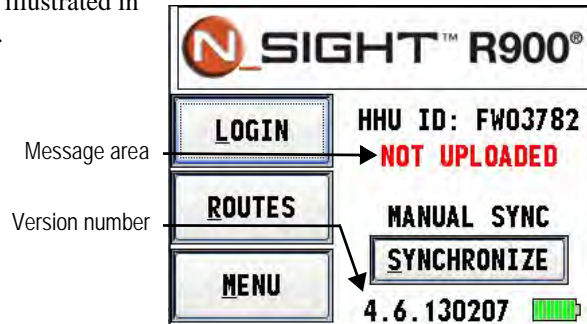 illustrated in
.
N_SIGHT™ R900®
LOGIN
HHU ID: FW03782
Message area
NOT UPLOADED
ROUTES
MANUAL SYNC
Version number
SYNCHRONIZE
MENU
4.6.130207